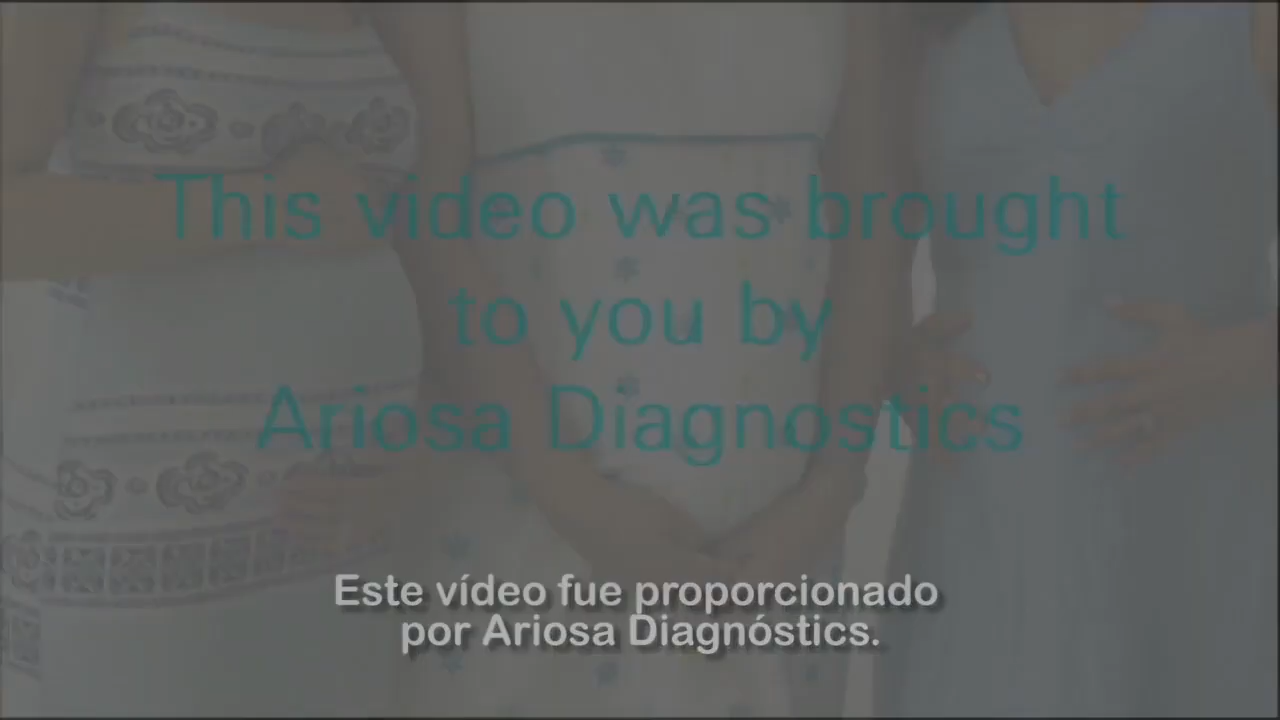 This video was brought
to you by
Ariosa Diagnostics
Este vídeo fue proporcionado
por Ariosa Diagnóstics.